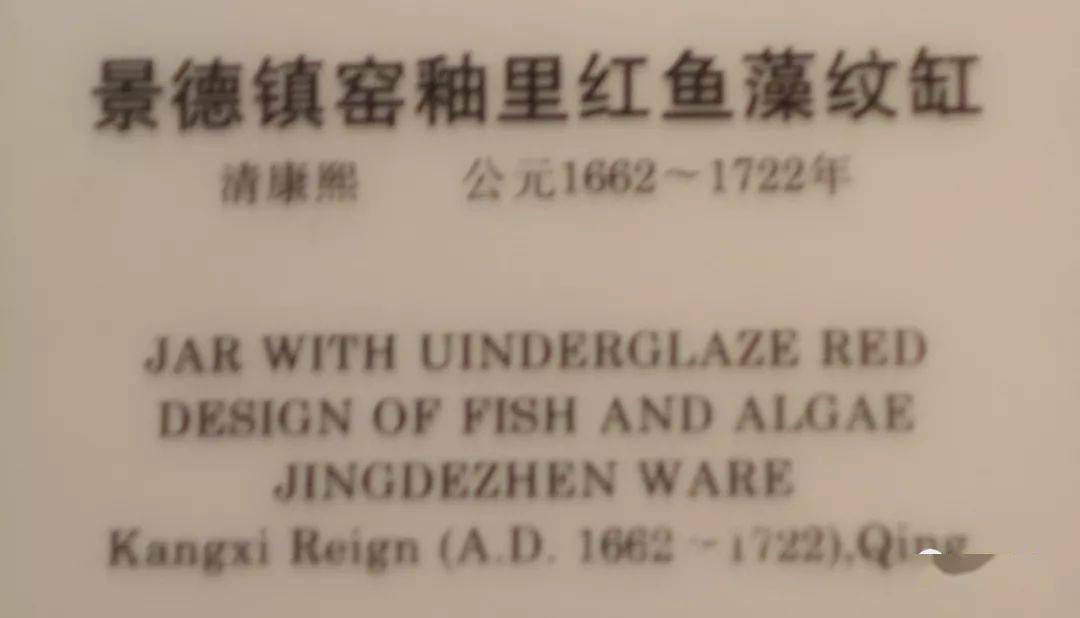 景德镇窑釉里红鱼藻纹缸
清康熙 公元1662～1722年
JAR WITH UINDERGLAZE RED
DESIGN OF FISH AND ALGAE
JINGDEZHEN WARE
Kangxi Reign (A.D. 1662～1722),Qing